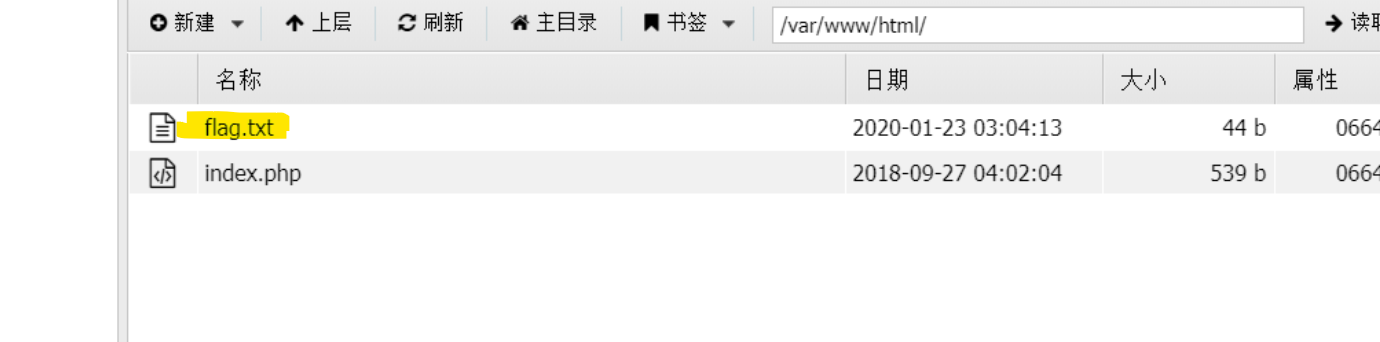 新建 上层 刷新 主目录 书签 /var/www/html/
名称 日期 大小 属性
flag.txt 2020-01-23 03:04:13 44 b 0664
index.php 2018-09-27 04:02:04 539 b 0664